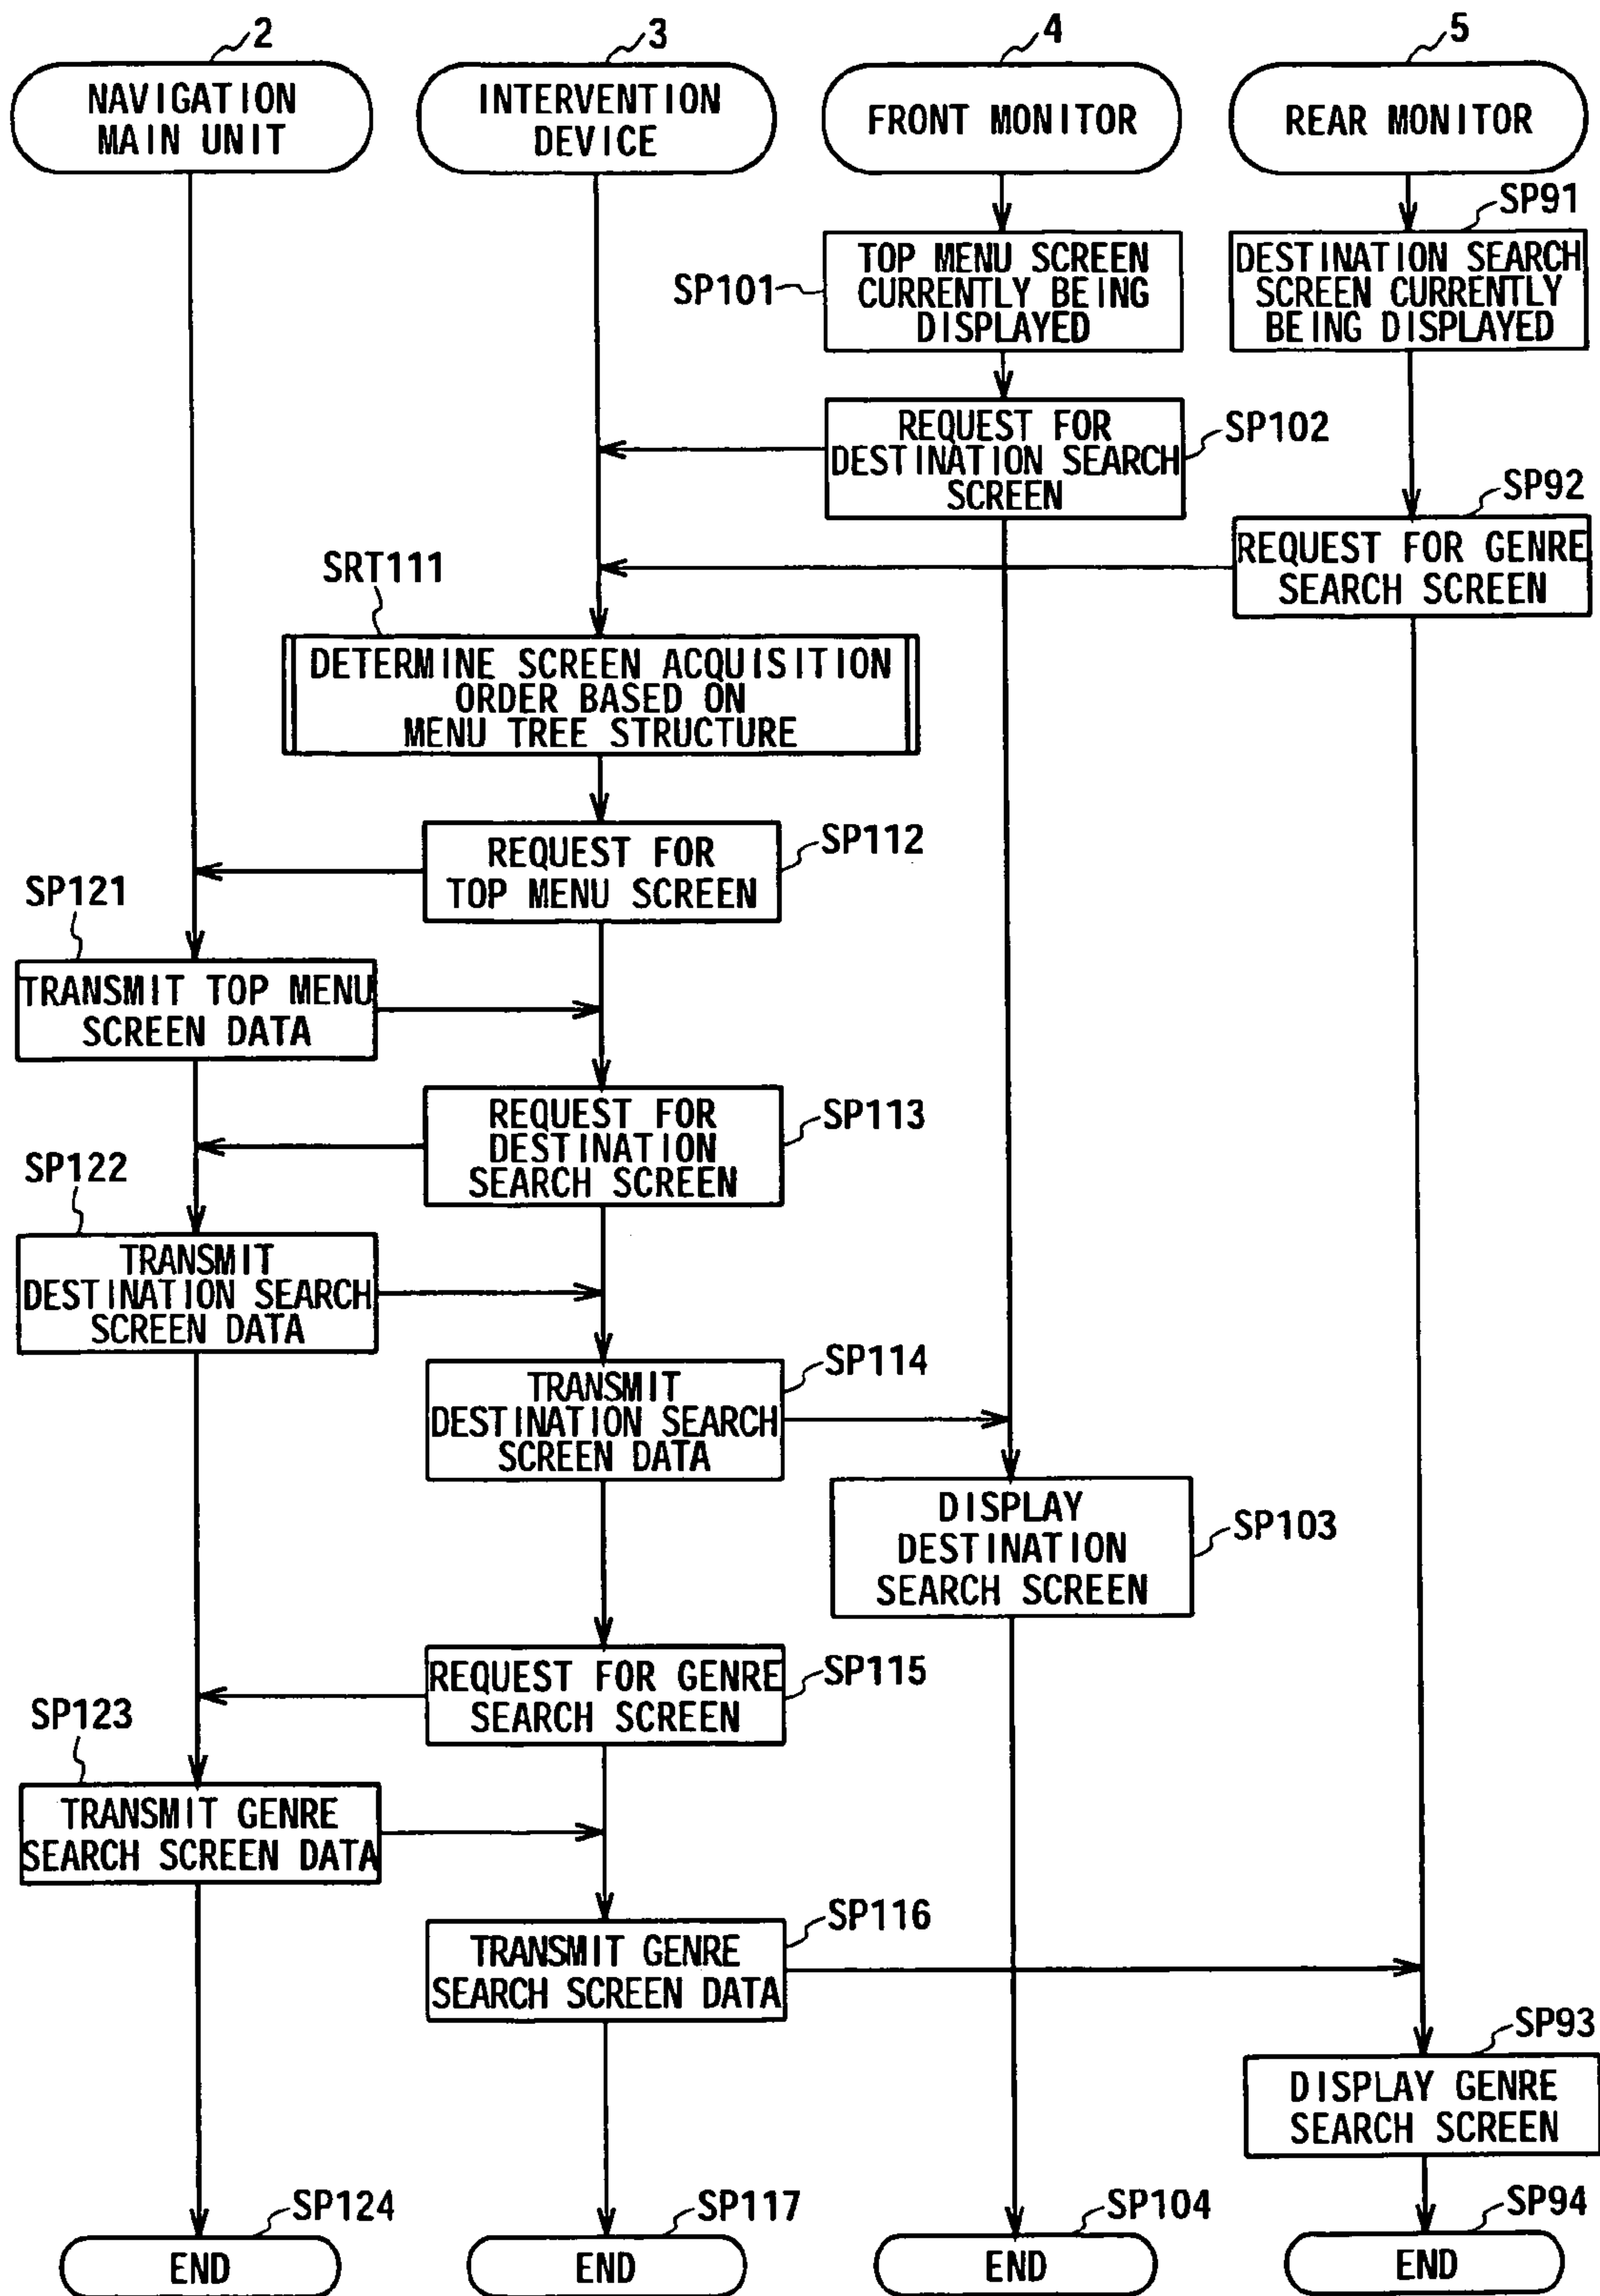 2
3
4
5
NAVIGATION
MAIN UNIT
INTERVENTION
DEVICE
FRONT MONITOR
REAR MONITOR
SP91
SP101
TOP MENU SCREEN
CURRENTLY BEING
DISPLAYED
DESTINATION SEARCH
SCREEN CURRENTLY
BEING DISPLAYED
REQUEST FOR
DESTINATION SEARCH
SCREEN
SP102
SP92
REQUEST FOR GENRE
SEARCH SCREEN
SRT111
DETERMINE SCREEN ACQUISITION
ORDER BASED ON
MENU TREE STRUCTURE
REQUEST FOR
TOP MENU SCREEN
SP112
SP121
TRANSMIT TOP MENU
SCREEN DATA
REQUEST FOR
DESTINATION
SEARCH SCREEN
SP113
SP122
TRANSMIT
DESTINATION SEARCH
SCREEN DATA
SP114
TRANSMIT
DESTINATION SEARCH
SCREEN DATA
DISPLAY
DESTINATION
SEARCH SCREEN
SP103
REQUEST FOR GENRE
SEARCH SCREEN
SP115
SP123
TRANSMIT GENRE
SEARCH SCREEN DATA
SP116
TRANSMIT GENRE
SEARCH SCREEN DATA
SP93
DISPLAY GENRE
SEARCH SCREEN
SP124
SP117
SP104
SP94
END
END
END
END